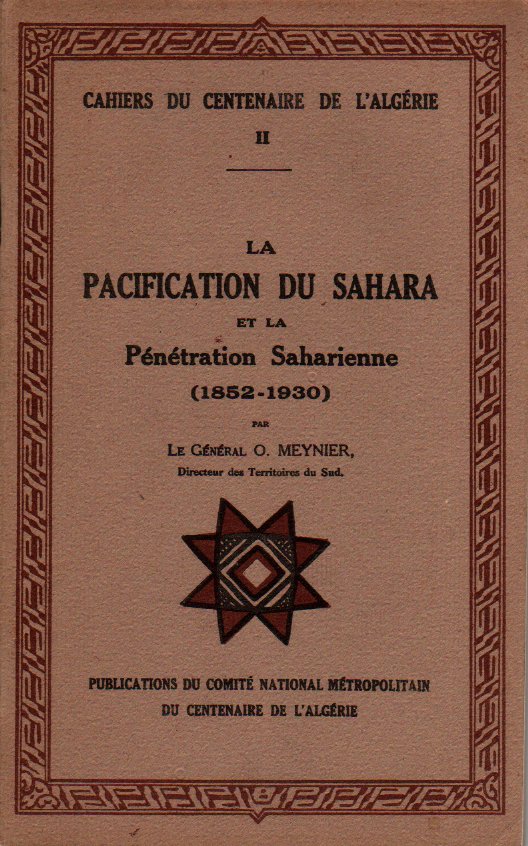 CAHIERS DU CENTENAIRE DE L'ALGÉRIE
II
LA
PACIFICATION DU SAHARA
ET LA
Pénétration Saharienne
(1852-1930)
PAR
LE GÉNÉRAL O. MEYNIER,
Directeur des Territoires du Sud.
PUBLICATIONS DU COMITÉ NATIONAL MÉTROPOLITAIN
DU CENTENAIRE DE L'ALGÉRIE